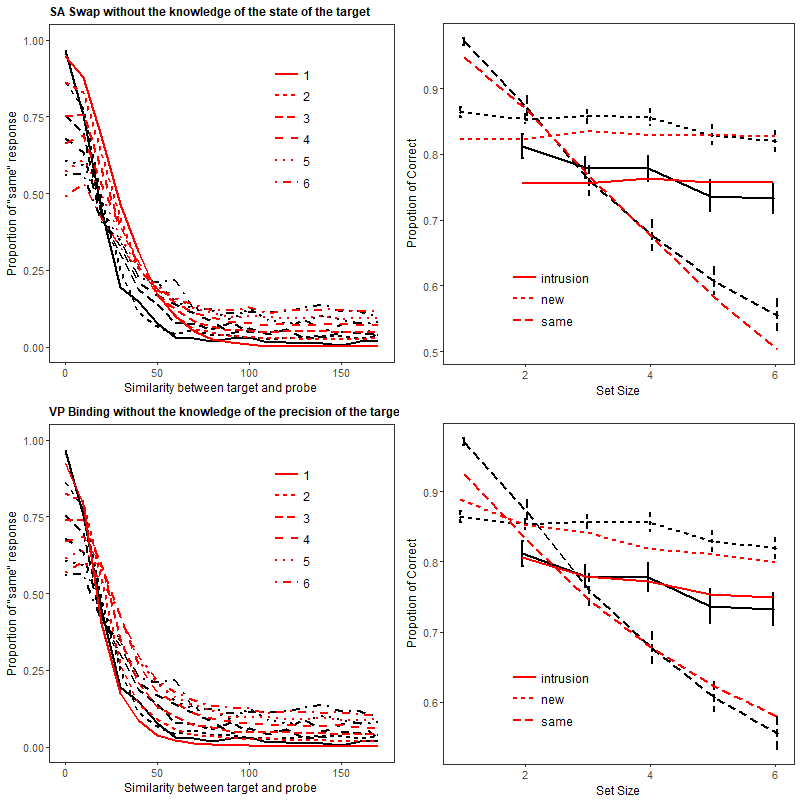 SA Swap without the knowledge of the state of the target
1.00
0.75
0.50
0.25
0.00
Proportion of "same" response
1
2
3
4
5
6
0
50
100
150
Similarity between target and probe
0.9
0.8
0.7
0.6
0.5
Propotion of Correct
intrusion
new
same
2
4
6
Set Size
VP Binding without the knowledge of the precision of the targe
1.00
0.75
0.50
0.25
0.00
Proportion of "same" response
1
2
3
4
5
6
0
50
100
150
Similarity between target and probe
0.9
0.8
0.7
0.6
Propotion of Correct
intrusion
new
same
2
4
6
Set Size